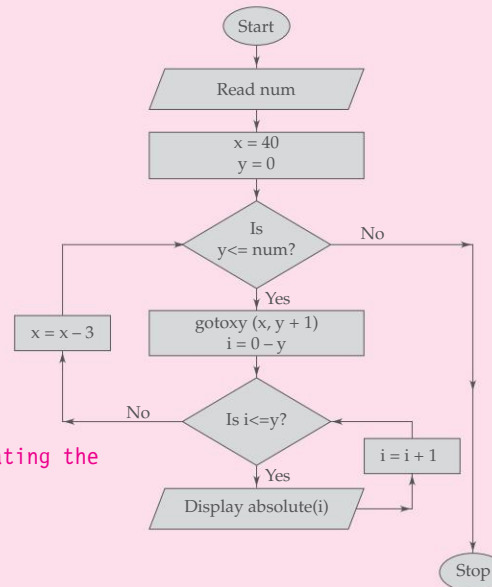 Start
Read num
x = 40
y = 0
Is
y<= num?
No
Yes
gotoxy (x, y + 1)
i = 0 – y
x = x – 3
No
Is i<=y?
ating the
i = i + 1
Yes
Display absolute(i)
Stop